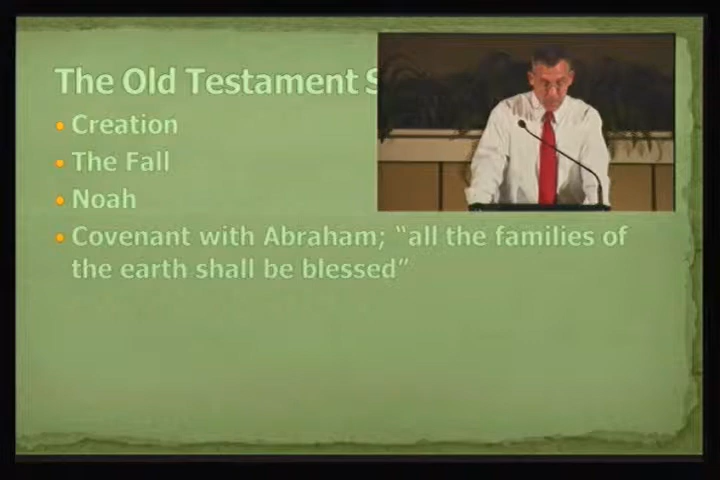 The Old Testament S
• Creation
• The Fall
• Noah
• Covenant with Abraham; “all the families of
the earth shall be blessed”